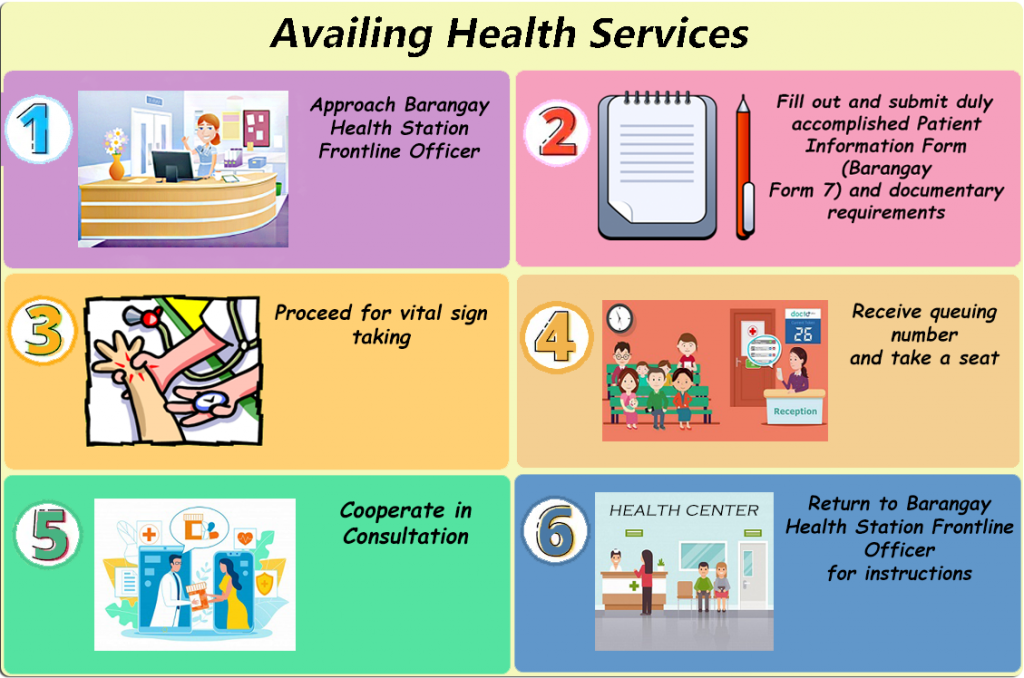 Availing Health Services
1
Approach Barangay
Health Station
Frontline Officer
2
Fill out and submit duly
accomplished Patient
Information Form
(Barangay
Form 7) and documentary
requirements
3
Proceed for vital sign
taking
4
26
Reception
Receive queuing
number
and take a seat
5
Cooperate in
Consultation
6
HEALTH CENTER
Return to Barangay
Health Station Frontline
Officer
for instructions